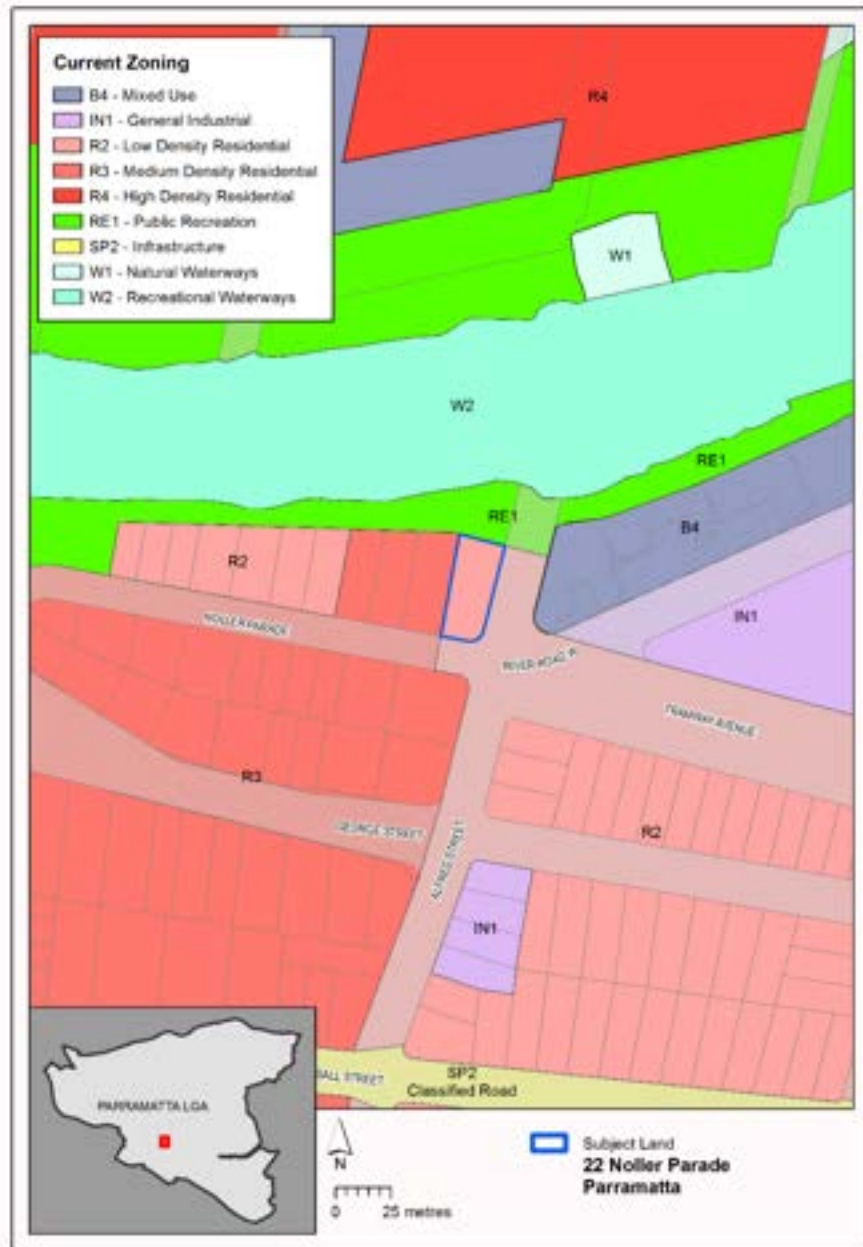 Current Zoning
B4 - Mixed Use
IN1 - General Industrial
R2 - Low Density Residential
R3 - Medium Density Residential
R4 - High Density Residential
RE1 - Public Recreation
SP2 - Infrastructure
W1 - Natural Waterways
W2 - Recreational Waterways
R4
W1
W2
RE1
RE1
B4
R2
IN1
NOLLER PARADE
RIVER ROAD
TRAMWAY AVENUE
R3
GEORGE STREET
R2
ALFRED STREET
IN1
STREET
SP2
Classified Road
PARRAMATTA LGA
N
0 25 metres
Subject Land
22 Noller Parade
Parramatta